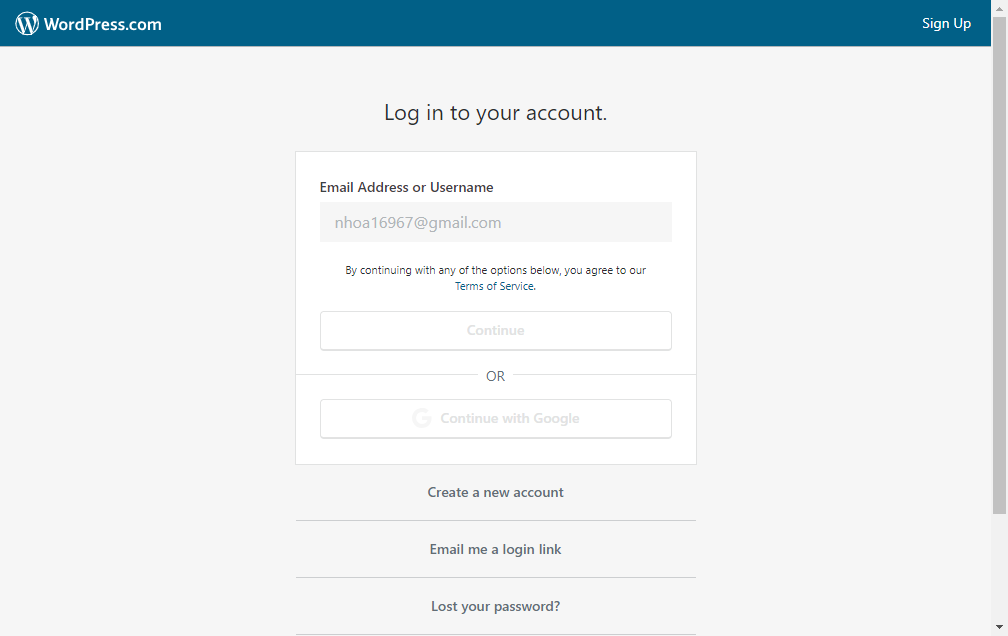 WordPress.com
Sign Up
Log in to your account.
Email Address or Username
nhoa16967@gmail.com
By continuing with any of the options below, you agree to our
Terms of Service.
Continue
OR
Continue with Google
Create a new account
Email me a login link
Lost your password?